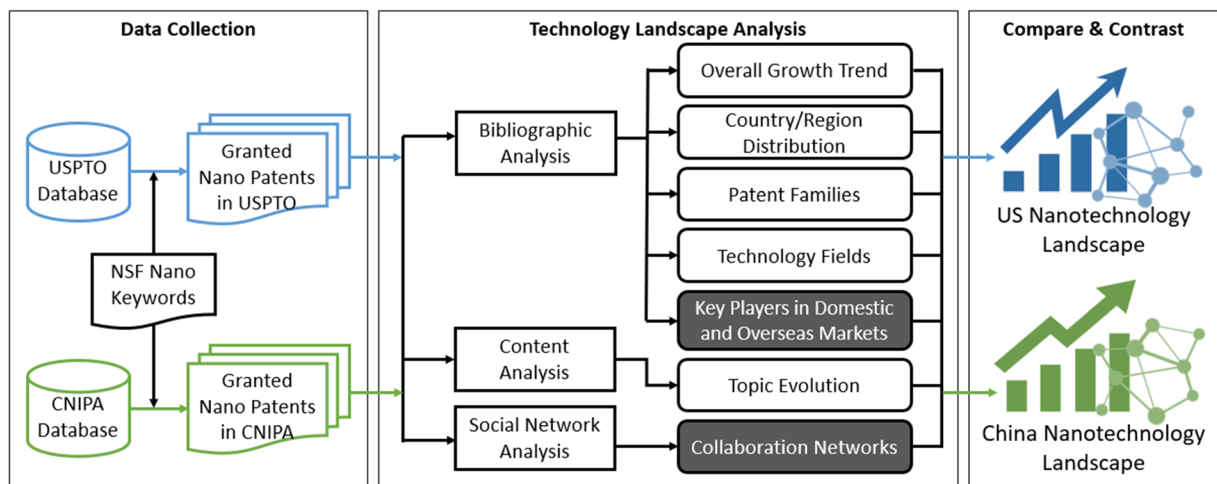 Data Collection
USPTO
Database
Granted
Nano Patents
in USPTO
NSF Nano
Keywords
CNIPA
Database
Granted
Nano Patents
in CNIPA
Technology Landscape Analysis
Bibliographic
Analysis
Content
Analysis
Social Network
Analysis
Overall Growth Trend
Country/Region
Distribution
Patent Families
Technology Fields
Key Players in Domestic
and Overseas Markets
Topic Evolution
Collaboration Networks
Compare & Contrast
US Nanotechnology
Landscape
China Nanotechnology
Landscape